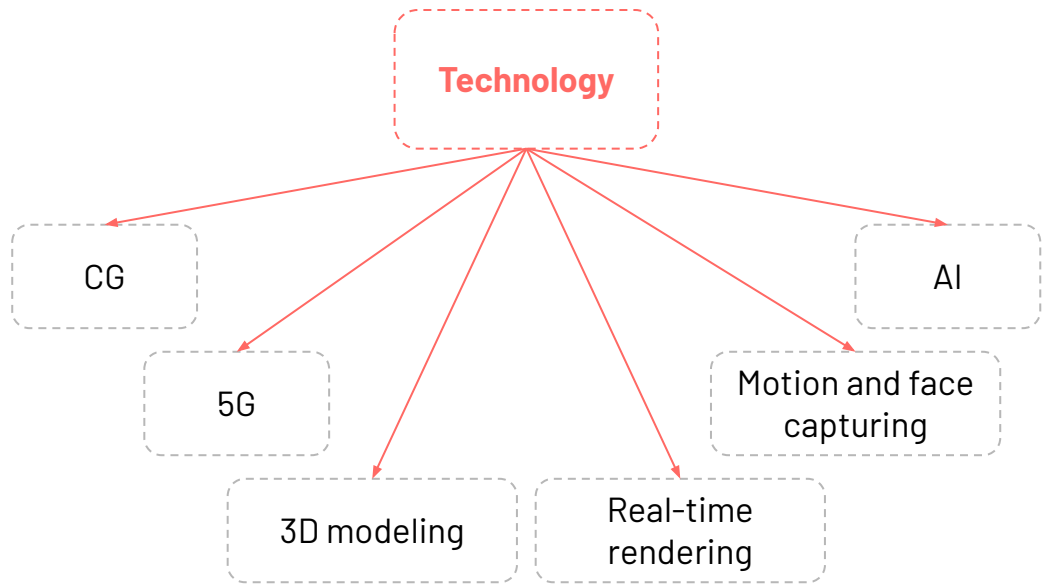 Technology
CG
AI
5G
Motion and face
capturing
3D modeling
Real-time
rendering